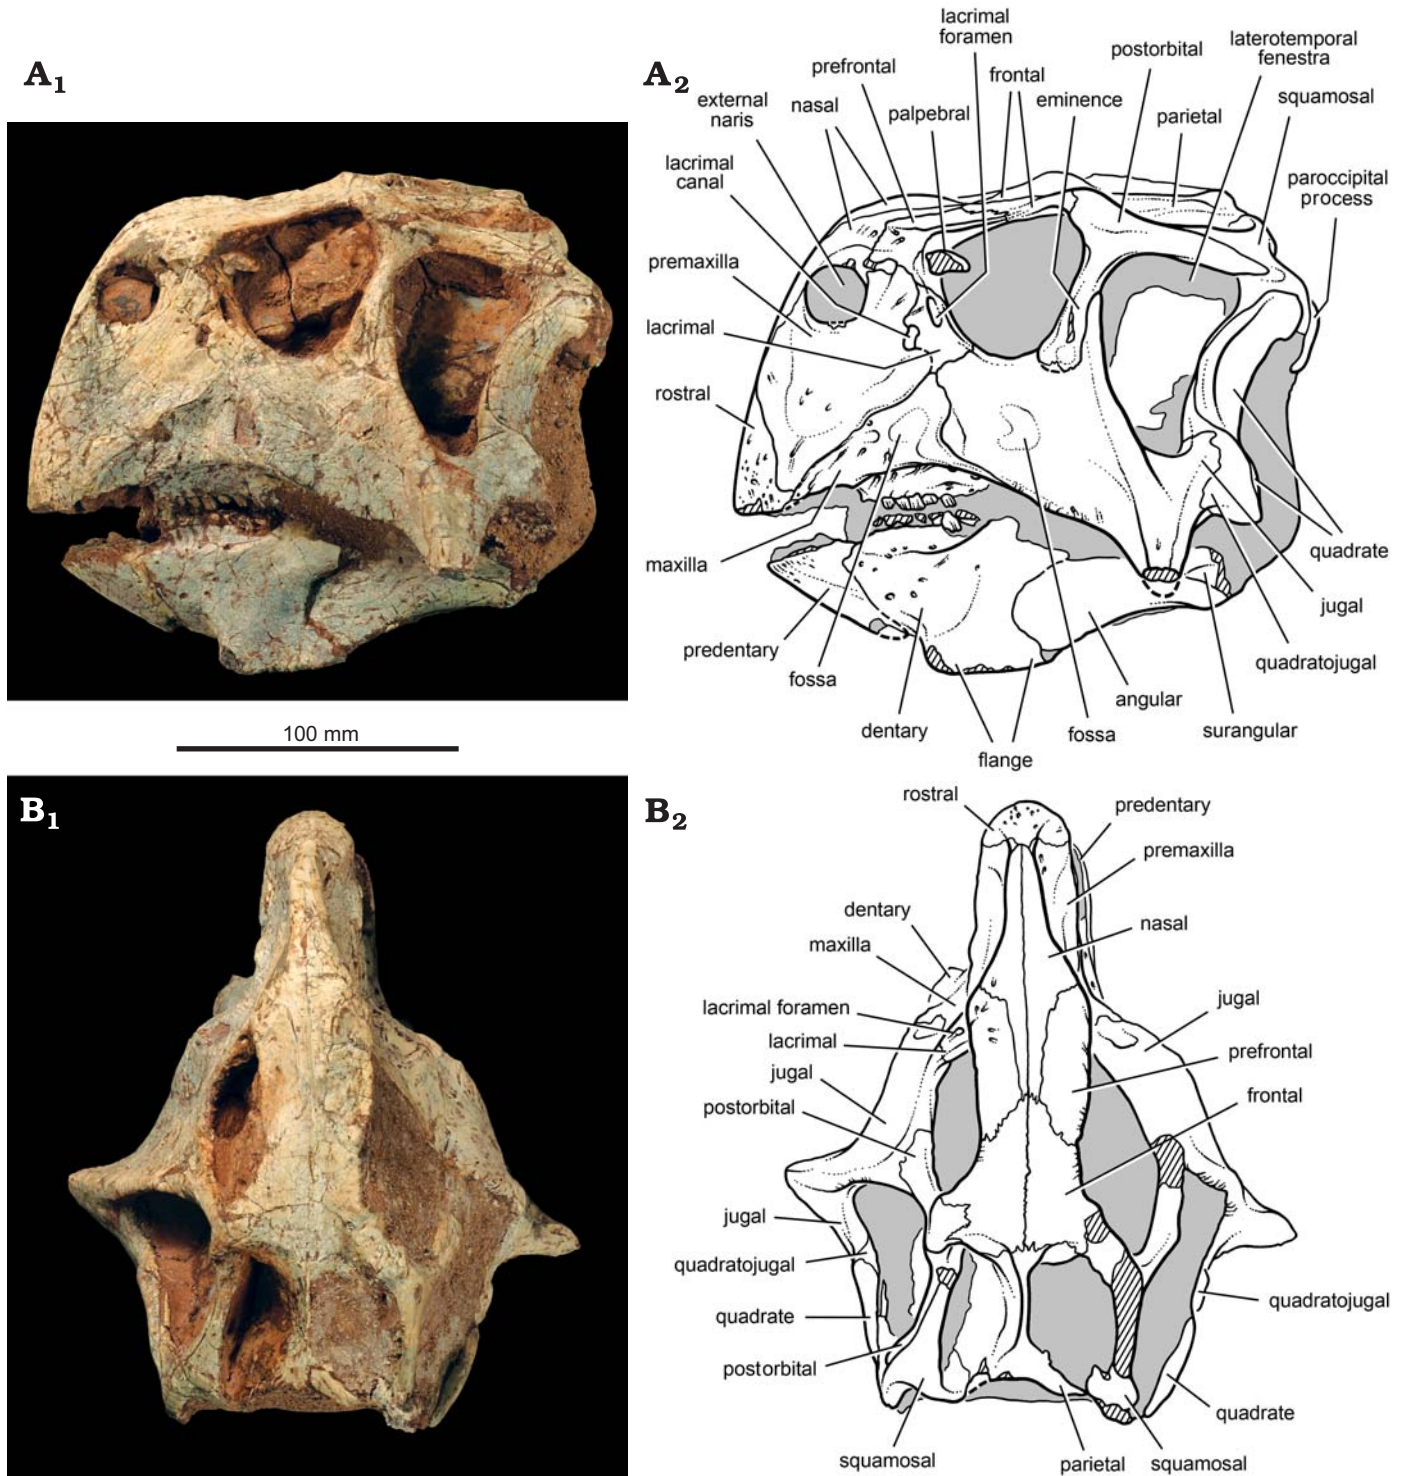 A1
A2
lacrimal
foramen
prefrontal
frontal
postorbital
laterotemporal
fenestra
external
naris
nasal
palpebral
eminence
parietal
squamosal
lacrimal
canal
paroccipital
process
premaxilla
lacrimal
rostral
maxilla
predentary
fossa
dentary
flange
fossa
angular
surangular
quadratojugal
jugal
quadrate
100 mm
B1
B2
rostral
predentary
premaxilla
dentary
nasal
maxilla
lacrimal foramen
jugal
lacrimal
prefrontal
jugal
frontal
postorbital
jugal
quadratojugal
quadratojugal
quadrate
postorbital
quadrate
squamosal
parietal
squamosal